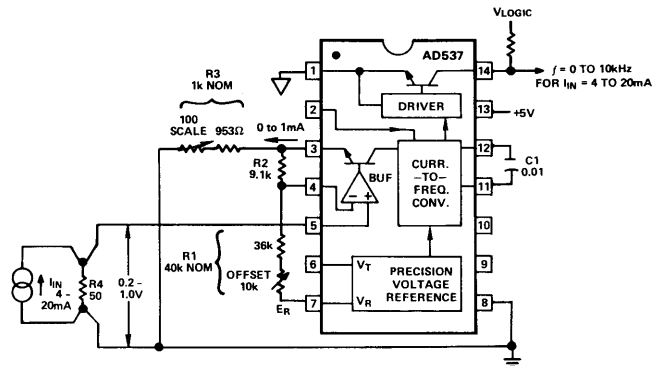 VLOGIC
AD537
R3
1k NOM
100
SCALE
953Ω
0 to 1mA
R2
9.1k
1
2
3
4
5
6
7
14
13
12
11
10
9
8
DRIVER
f = 0 TO 10kHz
FOR IIN = 4 TO 20mA
+5V
BUF
- +
CURR.
–TO–
FREQ.
CONV.
C1
0.01
R1
40k NOM
36k
OFFSET
10k
ER
VT
VR
PRECISION
VOLTAGE
REFERENCE
IIN
4 –
20mA
R4
50
0.2 –
1.0V